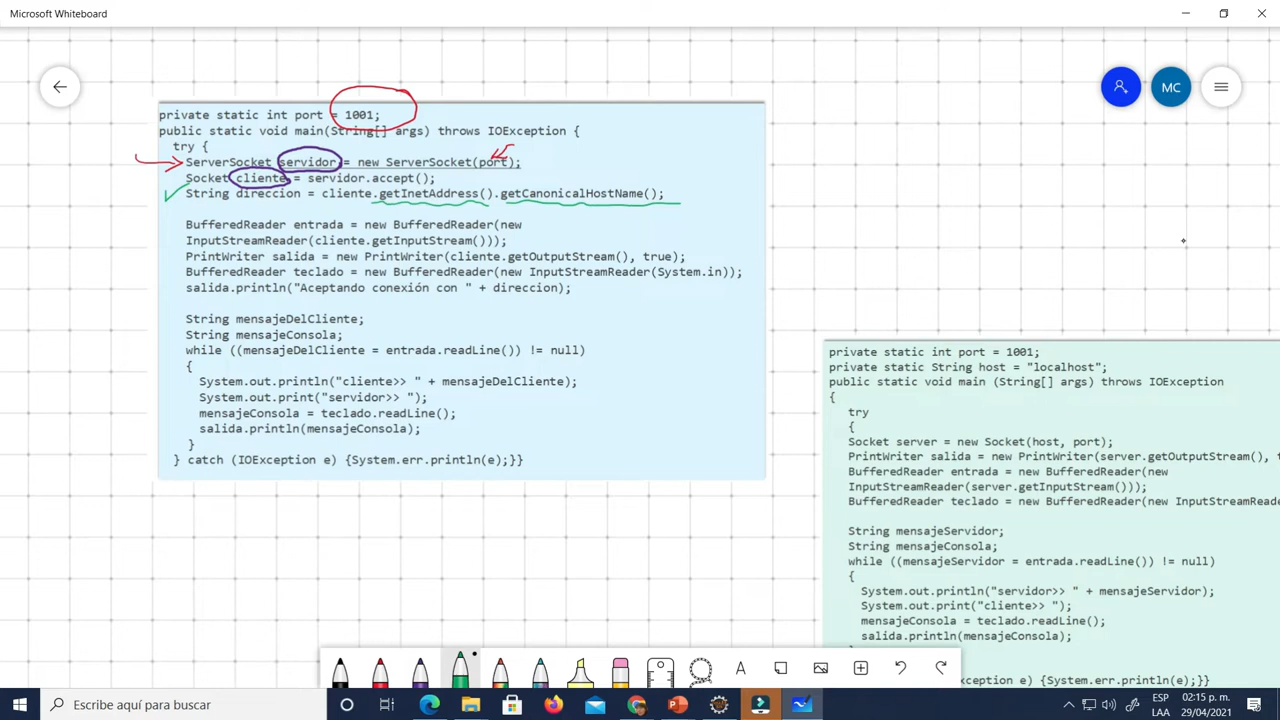 Microsoft Whiteboard
MC
private static int port = 1001;
public static void main(String[] args) throws IOException {
try {
ServerSocket servidor = new ServerSocket(port);
Socket cliente = servidor.accept();
String direccion = cliente.getInetAddress().getCanonicalHostName();
BufferedReader entrada = new BufferedReader(new
InputStreamReader(cliente.getInputStream()));
PrintWriter salida = new PrintWriter(cliente.getOutputStream(), true);
BufferedReader teclado = new BufferedReader(new InputStreamReader(System.in));
salida.println("Aceptando conexión con " + direccion);
String mensajeDelCliente;
String mensajeConsola;
while ((mensajeDelCliente = entrada.readLine()) != null)
{
System.out.println("cliente>> " + mensajeDelCliente);
System.out.print("servidor>> ");
mensajeConsola = teclado.readLine();
salida.println(mensajeConsola);
}
} catch (IOException e) {System.err.println(e);}}
private static int port = 1001;
private static String host = "localhost";
public static void main (String[] args) throws IOException
{
try
{
Socket server = new Socket(host, port);
PrintWriter salida = new PrintWriter(server.getOutputStream(), t
BufferedReader entrada = new BufferedReader(new
InputStreamReader(server.getInputStream()));
BufferedReader teclado = new BufferedReader(new InputStreamReade
String mensajeServidor;
String mensajeConsola;
while ((mensajeServidor = entrada.readLine()) != null)
{
System.out.println("servidor>> " + mensajeServidor);
System.out.print("cliente>> ");
mensajeConsola = teclado.readLine();
salida.println(mensajeConsola);
xception e) {System.err.println(e);}}
A
Escribe aquí para buscar
ESP
LAA
02:15 p. m.
29/04/2021